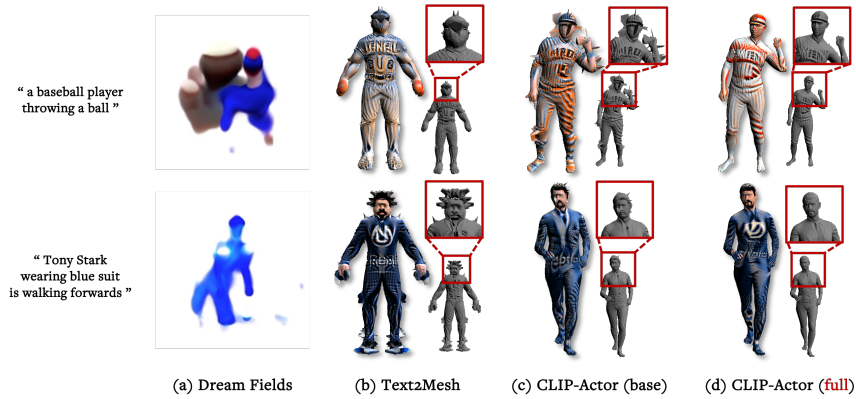 “ a baseball player
throwing a ball ”
“ Tony Stark
wearing blue suit
is walking forwards ”
(a) Dream Fields
(b) Text2Mesh
(c) CLIP-Actor (base)
(d) CLIP-Actor (full)